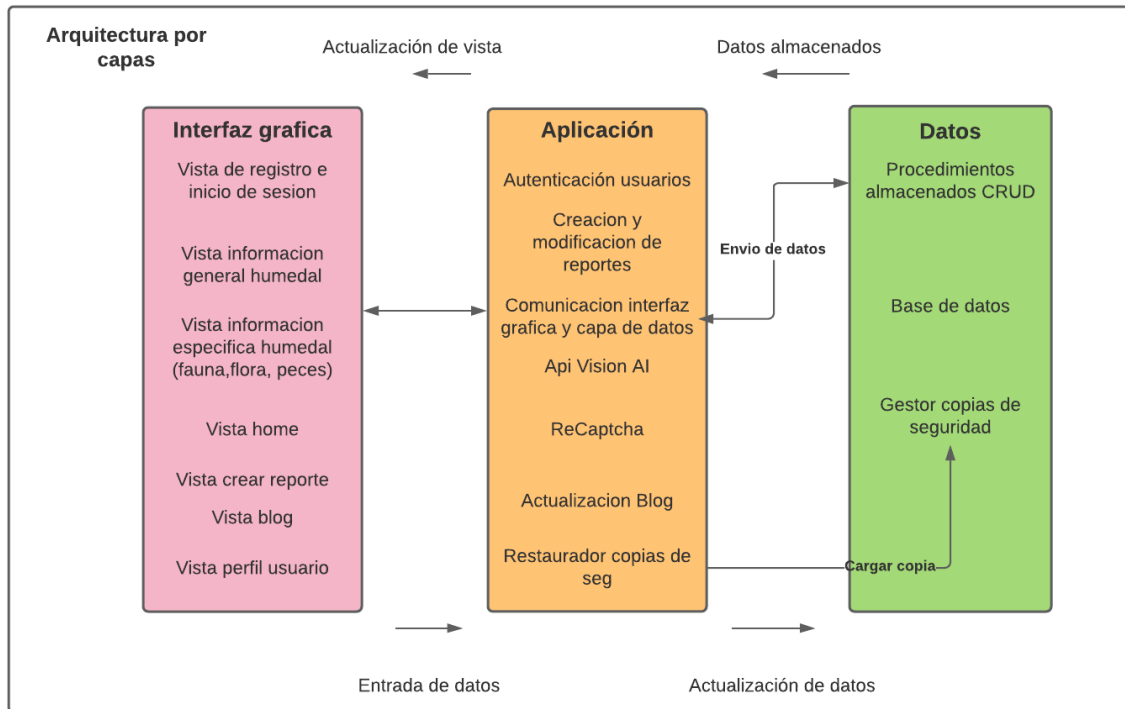 Arquitectura por
capas
Actualización de vista
Datos almacenados
Interfaz grafica
Vista de registro e
inicio de sesion
Vista informacion
general humedal
Vista informacion
especifica humedal
(fauna,flora, peces)
Vista home
Vista crear reporte
Vista blog
Vista perfil usuario
Aplicación
Autenticación usuarios
Creacion y
modificacion de
reportes
Comunicacion interfaz
grafica y capa de datos
Api Vision AI
ReCaptcha
Actualizacion Blog
Restaurador copias de
seg
Envio de datos
Cargar copia
Datos
Procedimientos
almacenados CRUD
Base de datos
Gestor copias de
seguridad
Entrada de datos
Actualización de datos